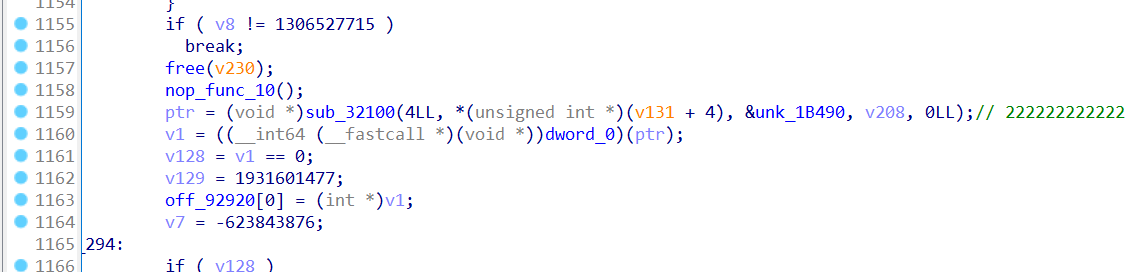 1154 }
1155 if ( v8 != 1306527715 )
1156 break;
1157 free(v230);
1158 nop_func_10();
1159 ptr = (void *)sub_32100(4LL, *(unsigned int *)(v131 + 4), &unk_1B490, v208, 0LL);// 222222222222
1160 v1 = ((__int64 (__fastcall *)(void *))dword_0)(ptr);
1161 v128 = v1 == 0;
1162 v129 = 1931601477;
1163 off_92920[0] = (int *)v1;
1164 v7 = -623843876;
1165 _294:
1166 if ( v128 )